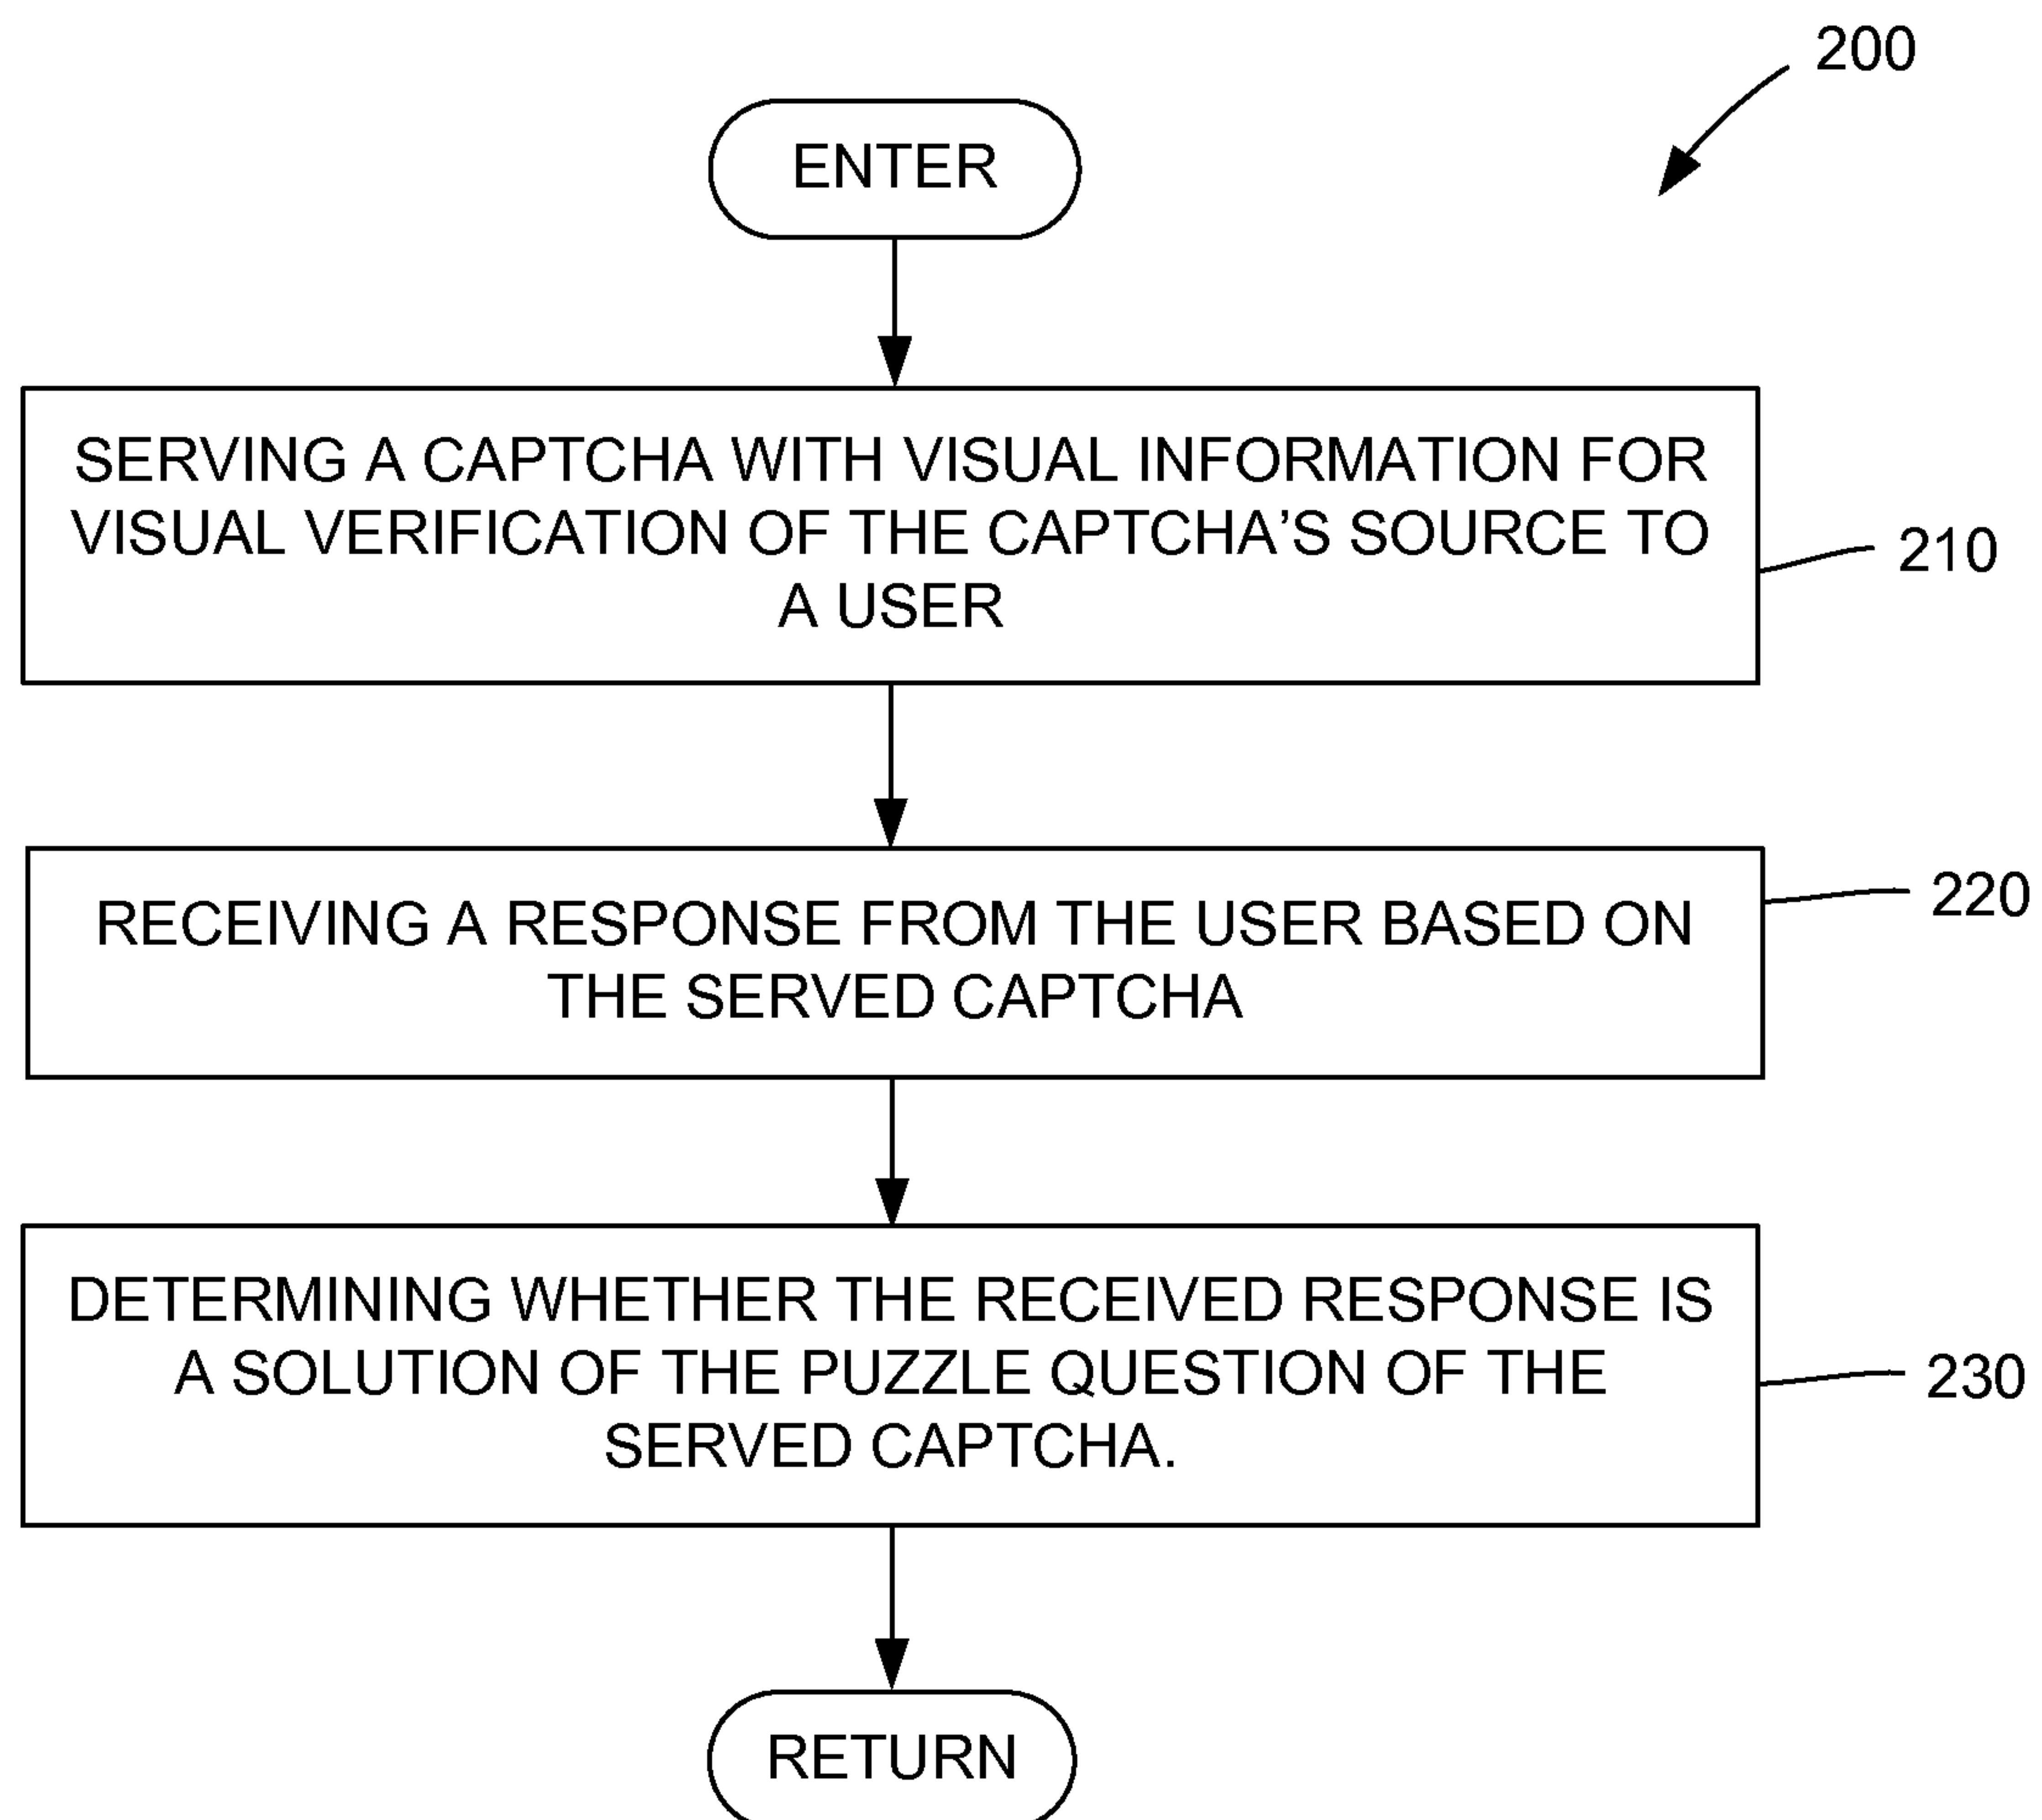 200
ENTER
SERVING A CAPTCHA WITH VISUAL INFORMATION FOR
VISUAL VERIFICATION OF THE CAPTCHA’S SOURCE TO
A USER
210
RECEIVING A RESPONSE FROM THE USER BASED ON
THE SERVED CAPTCHA
220
DETERMINING WHETHER THE RECEIVED RESPONSE IS
A SOLUTION OF THE PUZZLE QUESTION OF THE
SERVED CAPTCHA.
230
RETURN